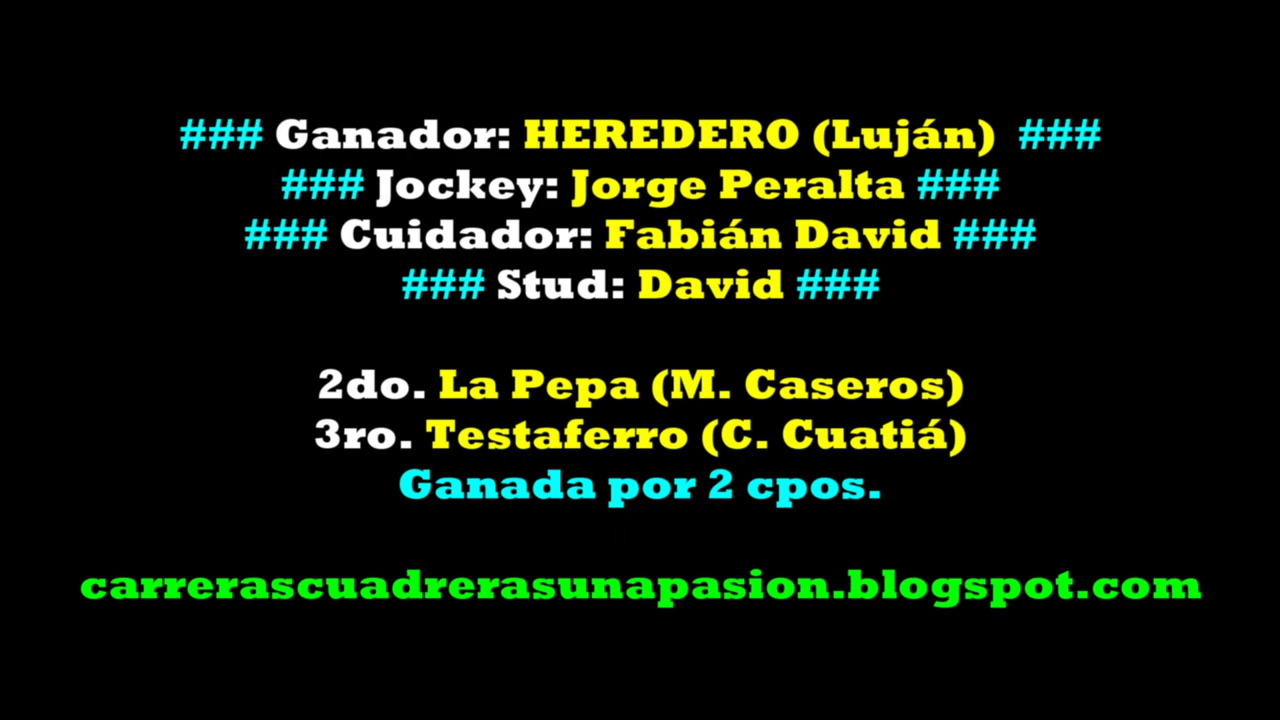 ### Ganador: HEREDERO (Luján) ###
### Jockey: Jorge Peralta ###
### Cuidador: Fabián David ###
### Stud: David ###
2do. La Pepa (M. Caseros)
3ro. Testaferro (C. Cuatiá)
Ganada por 2 cpos.
carrerascuadrerasunapasion.blogspot.com